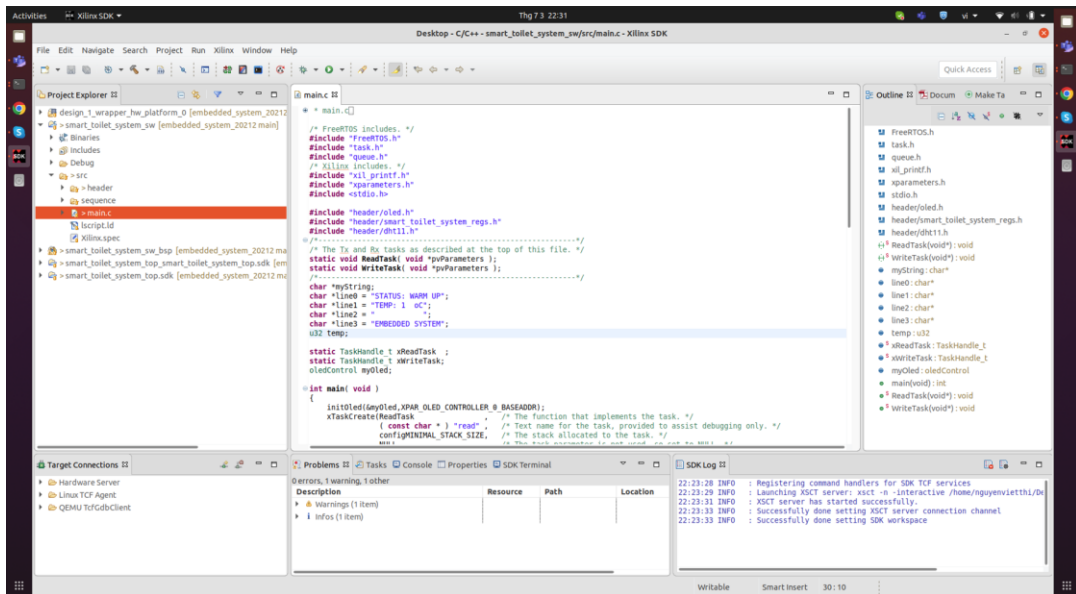 Activities
Xilinx SDK
Thg 7 3 22:31
vi
Desktop - C/C++ - smart_toilet_system_sw/src/main.c - Xilinx SDK
File Edit Navigate Search Project Run Xilinx Window Help
Quick Access
Project Explorer
design_1_wrapper_hw_platform_0 [embedded_system_20212
> smart_toilet_system_sw [embedded_system_20212 main]
Binaries
Includes
Debug
> src
> header
sequence
> main.c
lscript.ld
Xilinx.spec
> smart_toilet_system_sw_bsp [embedded_system_20212 ma
> smart_toilet_system_top_smart_toilet_system_top.sdk [em
> smart_toilet_system_top.sdk [embedded_system_20212 ma
main.c
* main.c
/* FreeRTOS includes. */
#include "FreeRTOS.h"
#include "task.h"
#include "queue.h"
/* Xilinx includes. */
#include "xil_printf.h"
#include "xparameters.h"
#include <stdio.h>
#include "header/oled.h"
#include "header/smart_toilet_system_regs.h"
#include "header/dht11.h"
/*-----------------------------------------------------------*/
/* The Tx and Rx tasks as described at the top of this file. */
static void ReadTask( void *pvParameters );
static void WriteTask( void *pvParameters );
/*-----------------------------------------------------------*/
char *myString;
char *line0 = "STATUS: WARM UP";
char *line1 = "TEMP: 1  oC";
char *line2 = "            ";
char *line3 = "EMBEDDED SYSTEM";
u32 temp;
static TaskHandle_t xReadTask  ;
static TaskHandle_t xWriteTask;
oledControl myOled;
int main( void )
{
initOled(&myOled,XPAR_OLED_CONTROLLER_0_BASEADDR);
xTaskCreate(ReadTask , /* The function that implements the task. */
( const char * ) "read" , /* Text name for the task, provided to assist debugging only. */
configMINIMAL_STACK_SIZE, /* The stack allocated to the task. */
NULL /* The task parameter is not used, so set to NULL. */
Outline
Docum
Make Ta
FreeRTOS.h
task.h
queue.h
xil_printf.h
xparameters.h
stdio.h
header/oled.h
header/smart_toilet_system_regs.h
header/dht11.h
ReadTask(void*) : void
WriteTask(void*) : void
myString : char*
line0 : char*
line1 : char*
line2 : char*
line3 : char*
temp : u32
xReadTask : TaskHandle_t
xWriteTask : TaskHandle_t
myOled : oledControl
main(void) : int
ReadTask(void*) : void
WriteTask(void*) : void
Target Connections
Hardware Server
Linux TCF Agent
QEMU TcfGdbClient
Problems
Tasks
Console
Properties
SDK Terminal
0 errors, 1 warning, 1 other
Description Resource Path Location
Warnings (1 item)
Infos (1 item)
SDK Log
22:23:28 INFO : Registering command handlers for SDK TCF services
22:23:29 INFO : Launching XSCT server: xsct -n -interactive /home/nguyenvietthi/De
22:23:31 INFO : XSCT server has started successfully.
22:23:33 INFO : Successfully done setting XSCT server connection channel
22:23:33 INFO : Successfully done setting SDK workspace
Writable
Smart Insert
30 : 10